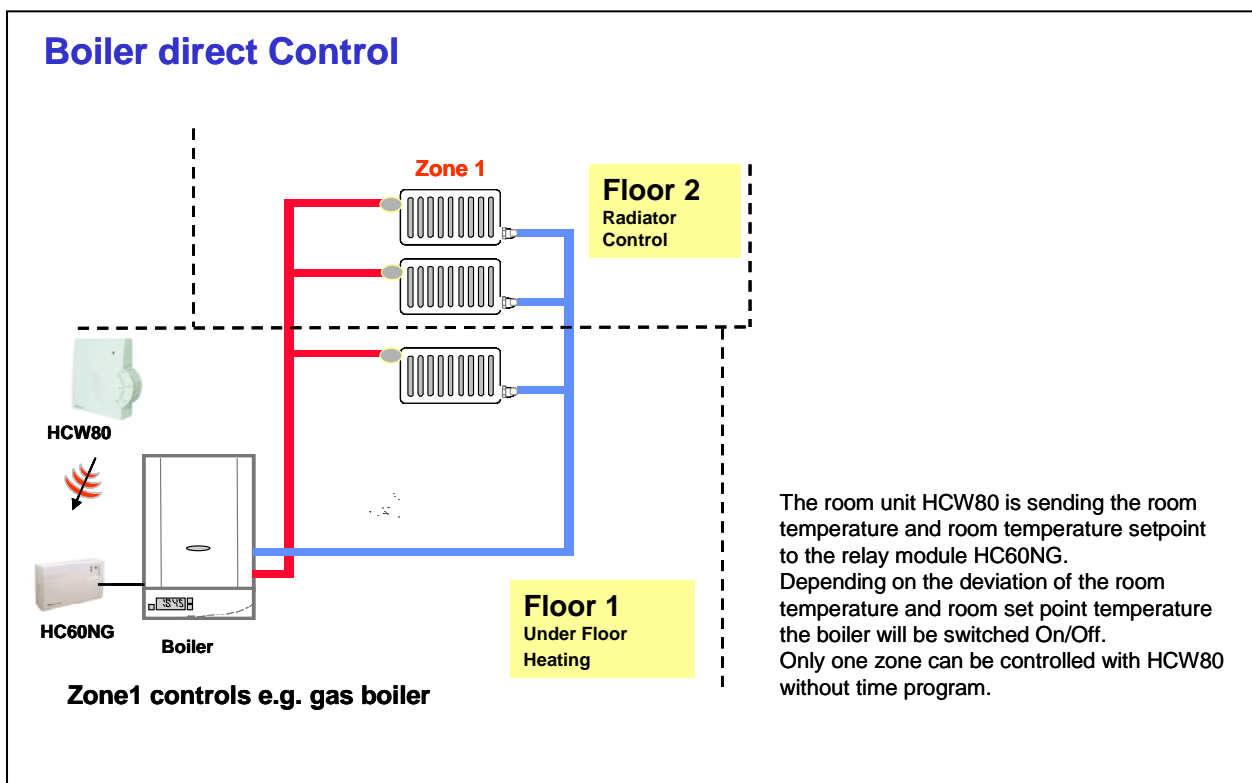 Boiler direct Control
Zone 1
Floor 2
Radiator
Control
HCW80
HC60NG
Boiler
18:45
Floor 1
Under Floor
Heating
Zone1 controls e.g. gas boiler
The room unit HCW80 is sending the room
temperature and room temperature setpoint
to the relay module HC60NG.
Depending on the deviation of the room
temperature and room set point temperature
the boiler will be switched On/Off.
Only one zone can be controlled with HCW80
without time program.